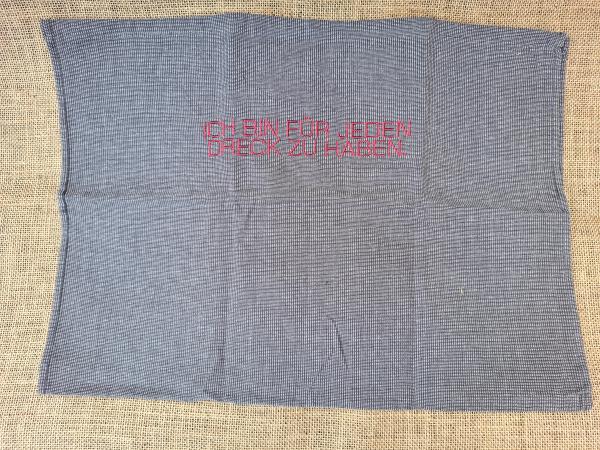 ICH BIN FÜR JEDEN
DRECK ZU HABEN.